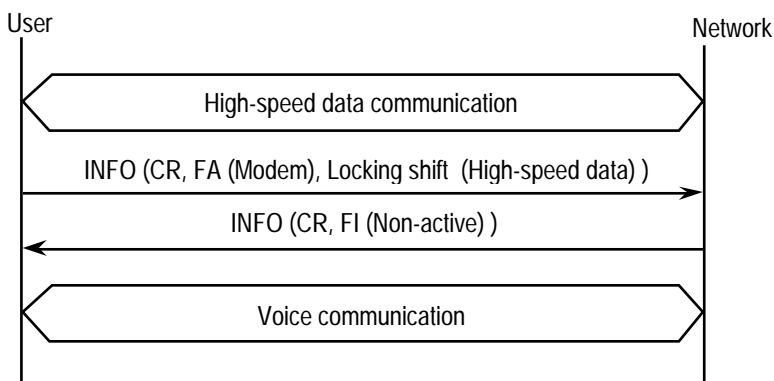 User
Network
High-speed data communication
INFO (CR, FA (Modem), Locking shift (High-speed data) )
INFO (CR, FI (Non-active) )
Voice communication